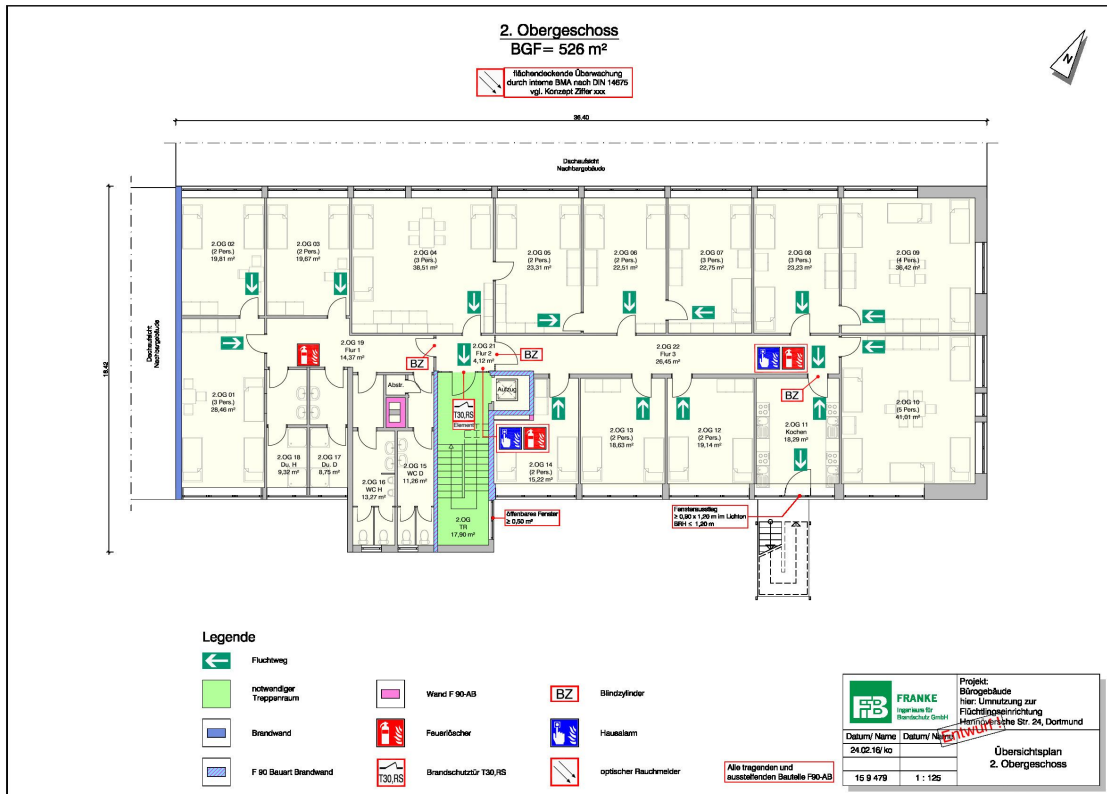 2. Obergeschoss
BGF= 526 m²
N
flächendeckende Überwachung
durch interne BMA nach DIN 14675
vgl. Konzept Ziffer xxx
36.40
Dachaufsicht
Nachbargebäude
18.42
Dachaufsicht
Nachbargebäude
2.OG 02
(2 Pers.)
19,81 m²
2.OG 03
(2 Pers.)
19,67 m²
2.OG 04
(3 Pers.)
38,51 m²
2.OG 05
(2 Pers.)
23,31 m²
2.OG 06
(2 Pers.)
22,51 m²
2.OG 07
(3 Pers.)
22,75 m²
2.OG 08
(3 Pers.)
23,23 m²
2.OG 09
(4 Pers.)
36,42 m²
2.OG 19
Flur 1
14,37 m²
BZ
2.OG 21
Flur 2
4,12 m²
BZ
2.OG 22
Flur 3
26,45 m²
BZ
2.OG 01
(3 Pers.)
28,46 m²
Abstr.
Aufzug
T30,RS
Element
2.OG 18
Du. H
9,32 m²
2.OG 17
Du. D
8,75 m²
2.OG 16
WC H
13,27 m²
2.OG 15
WC D
11,26 m²
2.OG
TR
17,90 m²
2.OG 14
(2 Pers.)
15,22 m²
2.OG 13
(2 Pers.)
18,63 m²
2.OG 12
(2 Pers.)
19,14 m²
2.OG 11
Kochen
18,29 m²
2.OG 10
(5 Pers.)
41,01 m²
öffenbares Fenster
≥ 0,50 m²
Fensterausstieg
≥ 0,90 x 1,20 m im Lichten
BRH ≤ 1,20 m
Legende
Fluchtweg
notwendiger
Treppenraum
Wand F 90-AB
BZ
Blindzylinder
Brandwand
Feuerlöscher
Hausalarm
F 90 Bauart Brandwand
T30,RS
Brandschutztür T30,RS
optischer Rauchmelder
Alle tragenden und
aussteifenden Bauteile F90-AB
FiB
FRANKE
Ingenieure für
Brandschutz GmbH
Projekt:
Bürogebäude
hier: Umnutzung zur
Flüchtlingseinrichtung
Hannoversche Str. 24, Dortmund
Entwurf !
Datum/ Name
Datum/ Name
24.02.16/ ko
Übersichtsplan
2. Obergeschoss
15 9 479
1 : 125